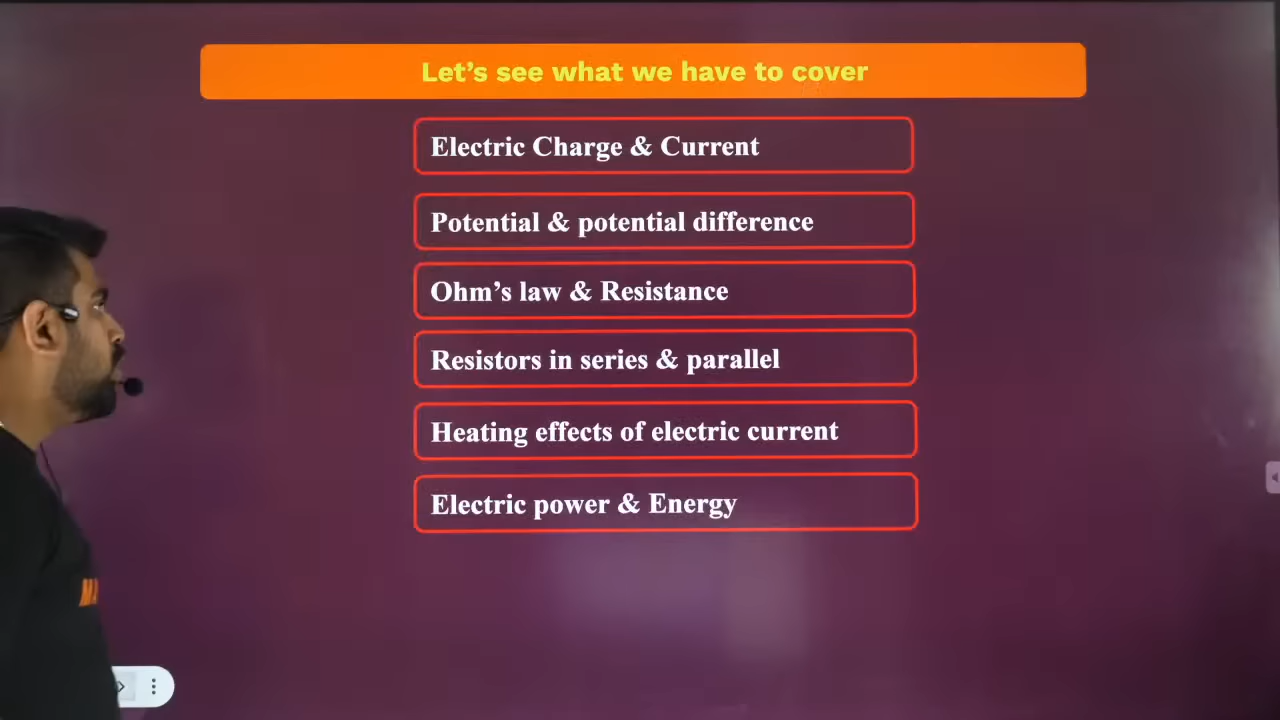 Let's see what we have to cover
Electric Charge & Current
Potential & potential difference
Ohm's law & Resistance
Resistors in series & parallel
Heating effects of electric current
Electric power & Energy